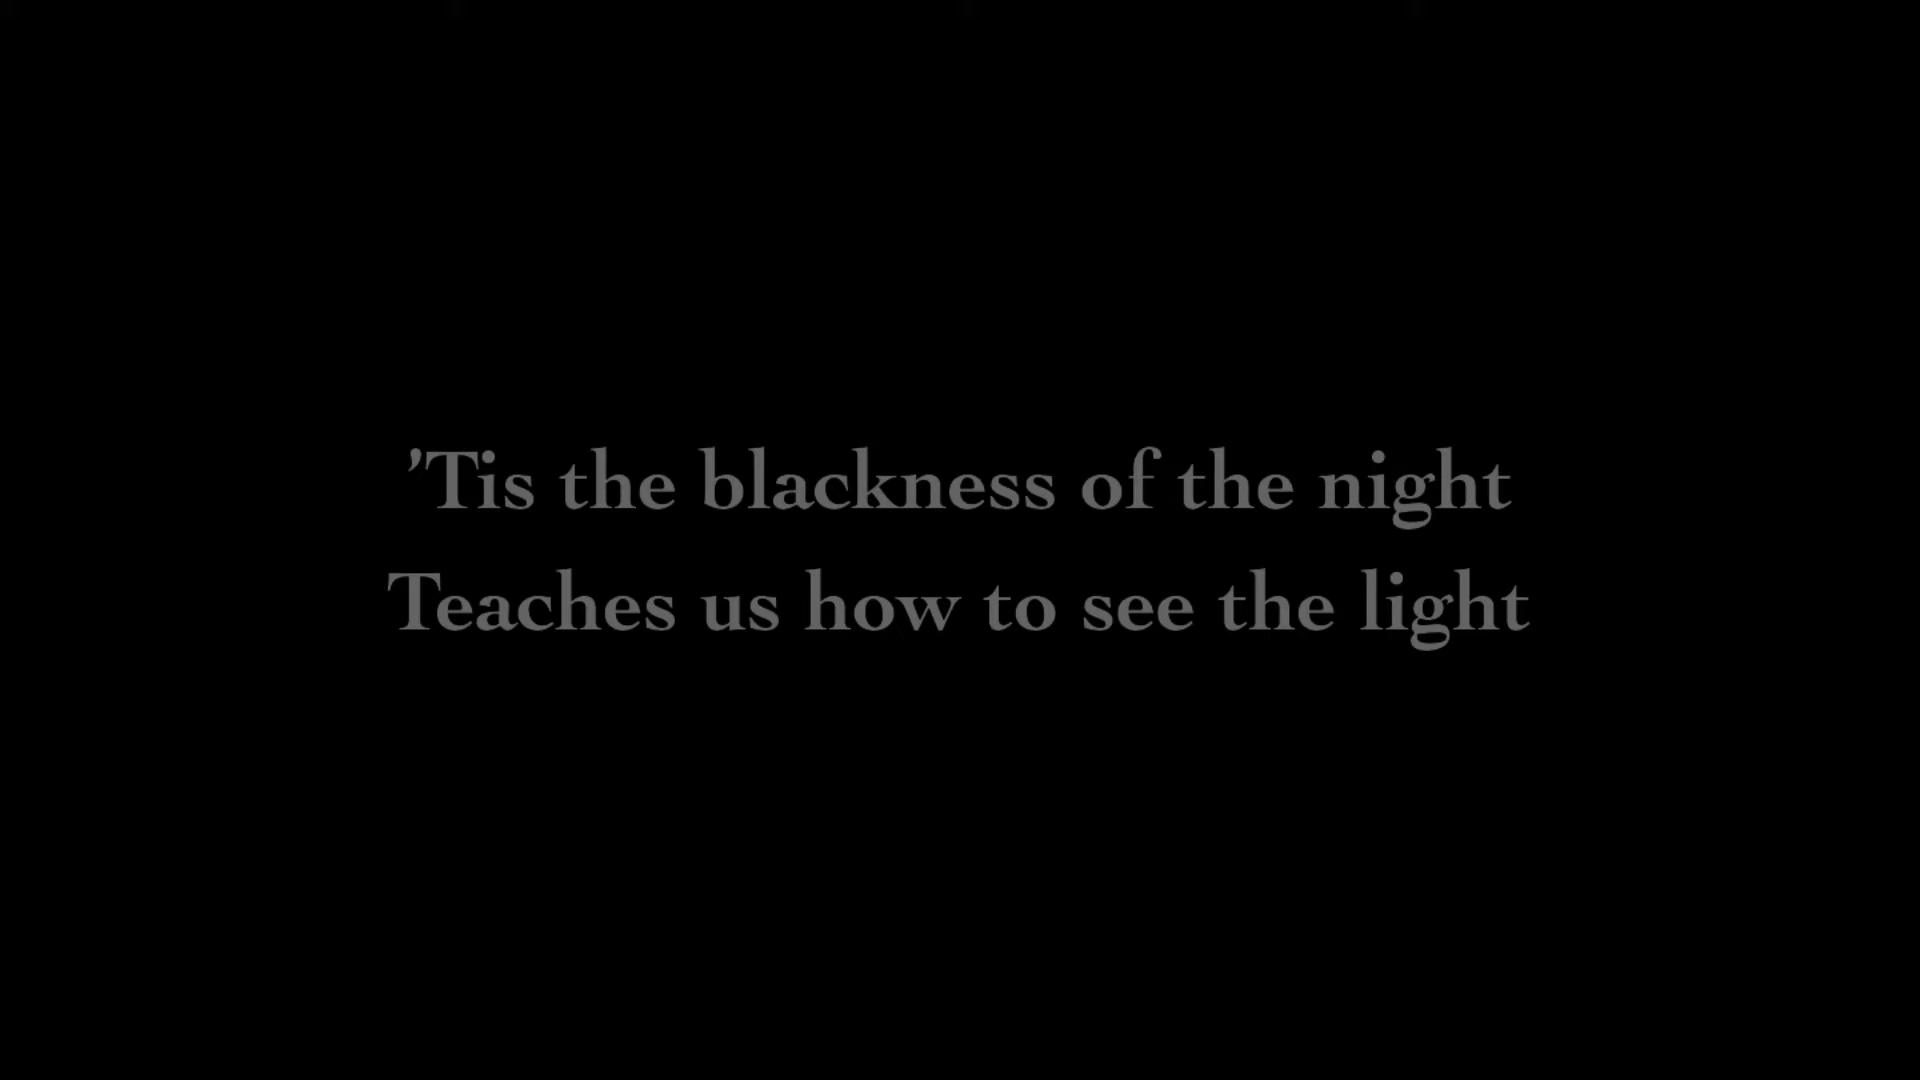 ’Tis the blackness of the night
Teaches us how to see the light